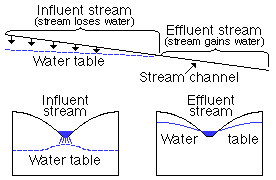 Influent stream
(stream loses water)
Effluent stream
(stream gains water)
Water table
Stream channel
Influent
stream
Effluent
stream
Water table
Water table